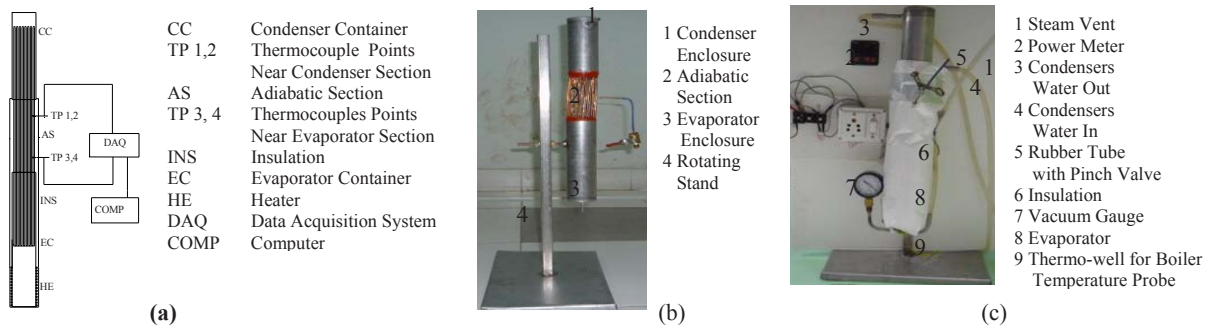 CC
TP 1,2
AS
TP 3,4
INS
EC
HE
DAQ
COMP
CC Condenser Container
TP 1,2 Thermocouple Points
Near Condenser Section
AS Adiabatic Section
TP 3, 4 Thermocouples Points
Near Evaporator Section
INS Insulation
EC Evaporator Container
HE Heater
DAQ Data Acquisition System
COMP Computer
(a)
1
2
3
4
1 Condenser
Enclosure
2 Adiabatic
Section
3 Evaporator
Enclosure
4 Rotating
Stand
(b)
3
2
5
1
4
6
7
8
9
1 Steam Vent
2 Power Meter
3 Condensers
Water Out
4 Condensers
Water In
5 Rubber Tube
with Pinch Valve
6 Insulation
7 Vacuum Gauge
8 Evaporator
9 Thermo-well for Boiler
Temperature Probe
(c)